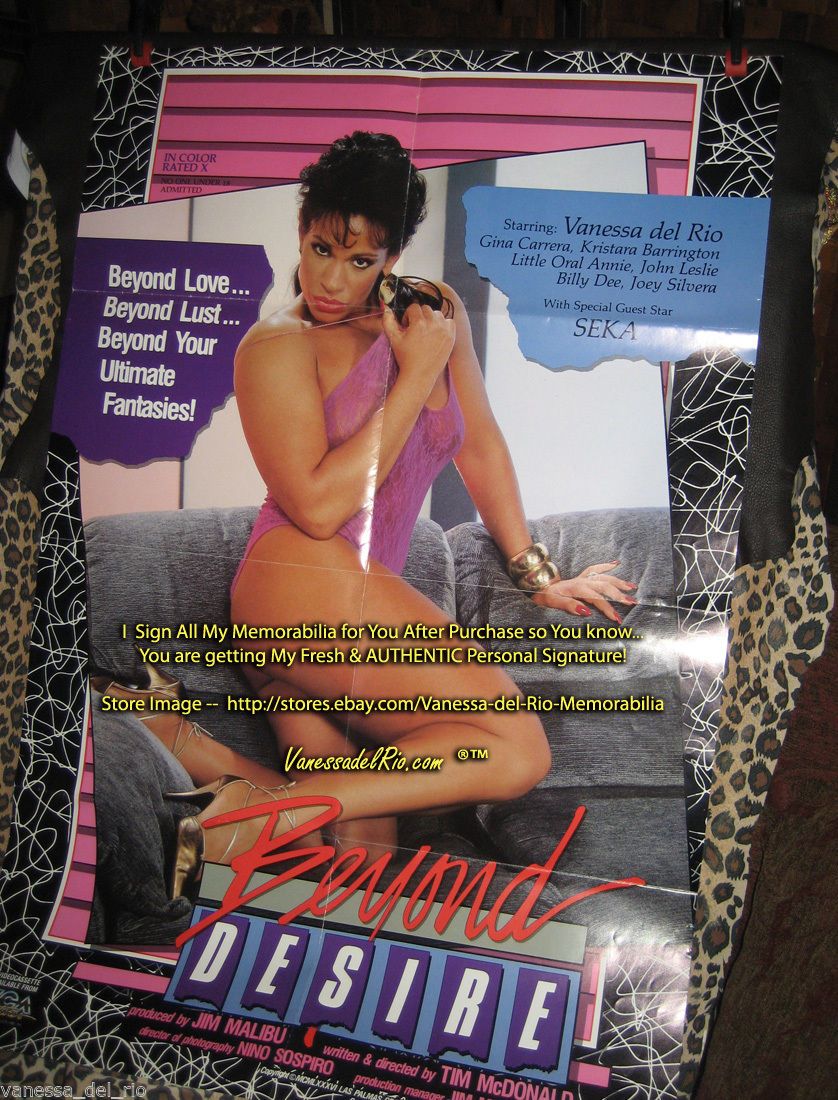 IN COLOR
RATED X
NO ONE UNDER 18
ADMITTED
Starring: Vanessa del Rio
Gina Carrera, Kristara Barrington
Little Oral Annie, John Leslie
Billy Dee, Joey Silvera
With Special Guest Star
SEKA
Beyond Love...
Beyond Lust...
Beyond Your
Ultimate
Fantasies!
I Sign All My Memorabilia for You After Purchase so You know...
You are getting My Fresh & AUTHENTIC Personal Signature!
Store Image -- http://stores.ebay.com/Vanessa-del-Rio-Memorabilia
VanessadelRio.com ®™
Beyond
DESIRE
produced by JIM MALIBU
written & directed by TIM McDONALD
director of photography NINO SOSPIRO
production manager
Copyright © MCMLXXXVI LAS PALMAS
vanessa_del_rio